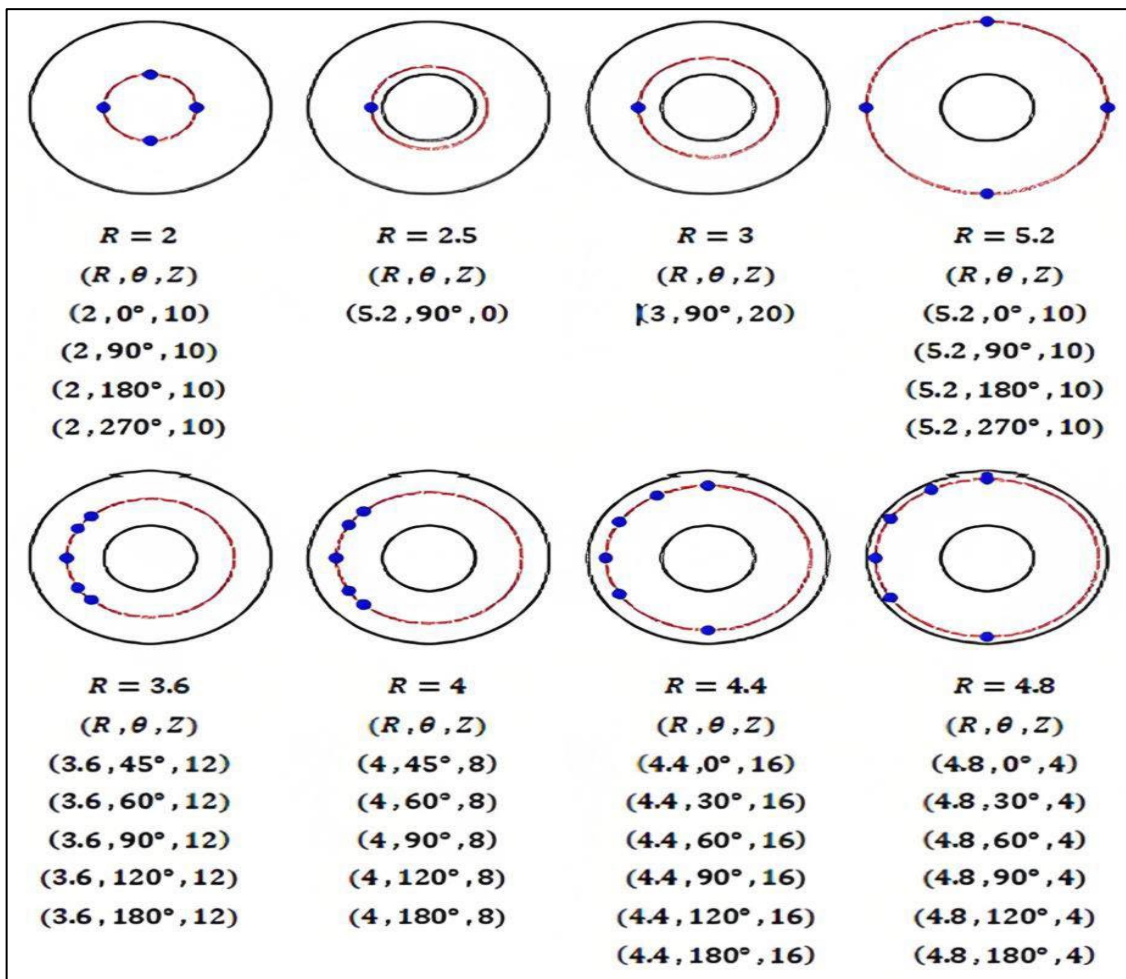 R = 2
(R, θ, Z)
(2, 0°, 10)
(2, 90°, 10)
(2, 180°, 10)
(2, 270°, 10)
R = 2.5
(R, θ, Z)
(5.2, 90°, 0)
R = 3
(R, θ, Z)
(3, 90°, 20)
R = 5.2
(R, θ, Z)
(5.2, 0°, 10)
(5.2, 90°, 10)
(5.2, 180°, 10)
(5.2, 270°, 10)
R = 3.6
(R, θ, Z)
(3.6, 45°, 12)
(3.6, 60°, 12)
(3.6, 90°, 12)
(3.6, 120°, 12)
(3.6, 180°, 12)
R = 4
(R, θ, Z)
(4, 45°, 8)
(4, 60°, 8)
(4, 90°, 8)
(4, 120°, 8)
(4, 180°, 8)
R = 4.4
(R, θ, Z)
(4.4, 0°, 16)
(4.4, 30°, 16)
(4.4, 60°, 16)
(4.4, 90°, 16)
(4.4, 120°, 16)
(4.4, 180°, 16)
R = 4.8
(R, θ, Z)
(4.8, 0°, 4)
(4.8, 30°, 4)
(4.8, 60°, 4)
(4.8, 90°, 4)
(4.8, 120°, 4)
(4.8, 180°, 4)